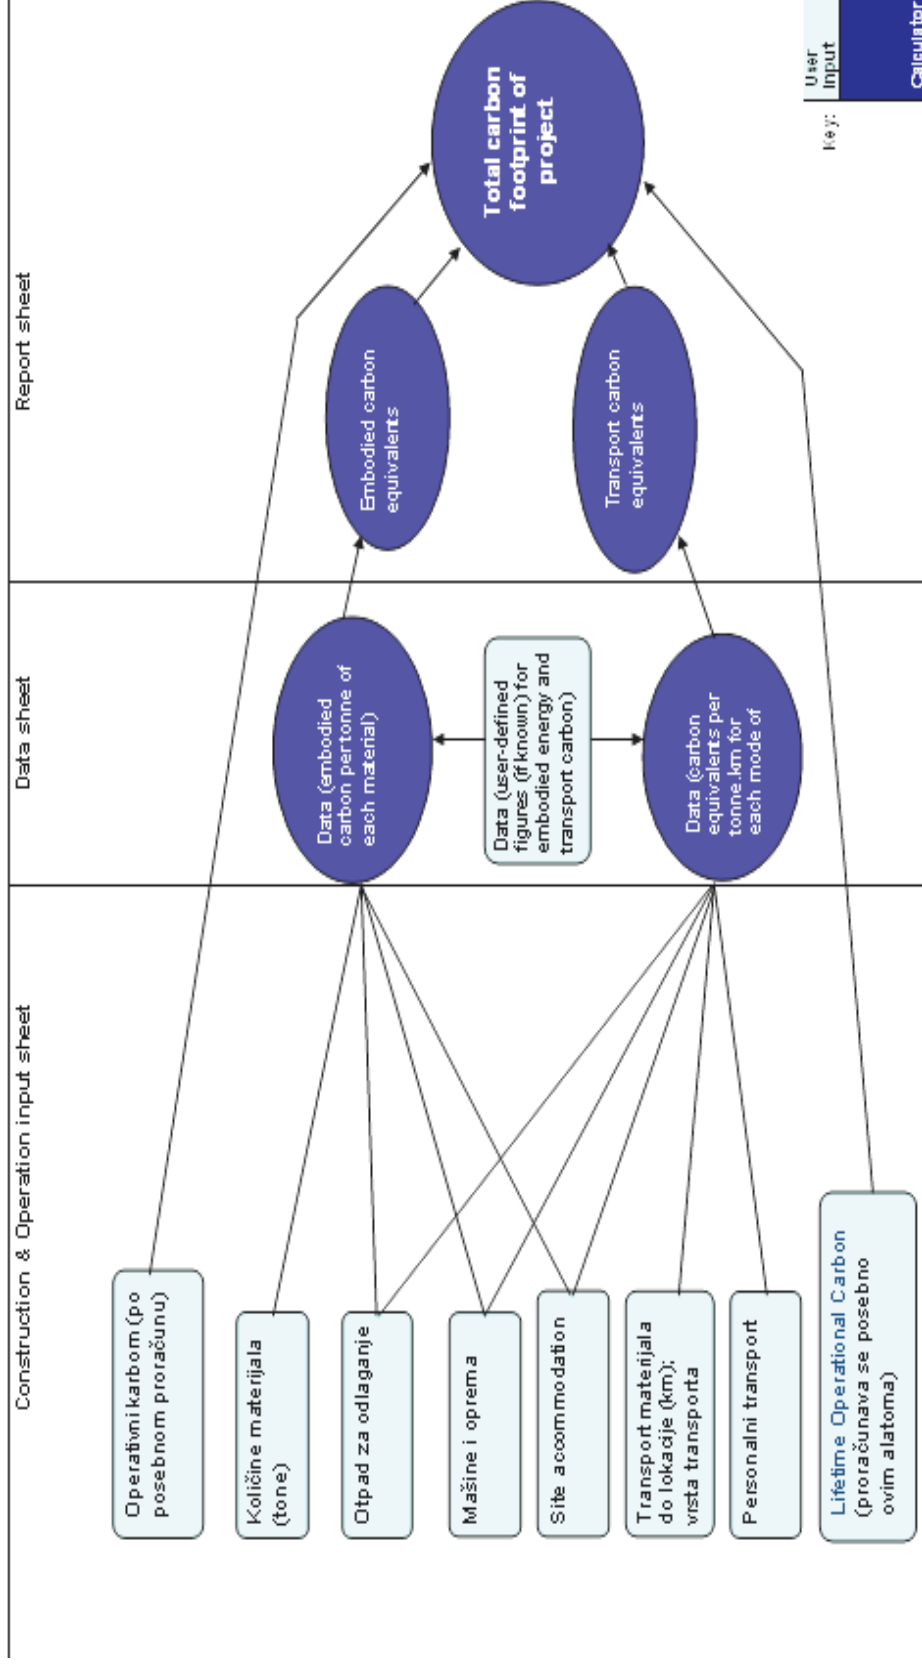 Construction & Operation input sheet
Data sheet
Report sheet
Operativni karbom (po
posebnom proračunu)
Količine materijala
(tone)
Otpad za odlaganje
Mašine i oprema
Site accommodation
Transport materijala
do lokacije (km);
vrsta transporta
Personalni transport
Lifetime Operational Carbon
(proračunava se posebno
ovim alatoma)
Data (embodied
carbon per tonne of
each material)
Data (user-defined
figures (if known) for
embodied energy and
transport carbon)
Data (carbon
equivalents per
tonne.km for
each mode of
Embodied carbon
equivalents
Transport carbon
equivalents
Total carbon
footprint of
project
Key:
User
Input
Calculator